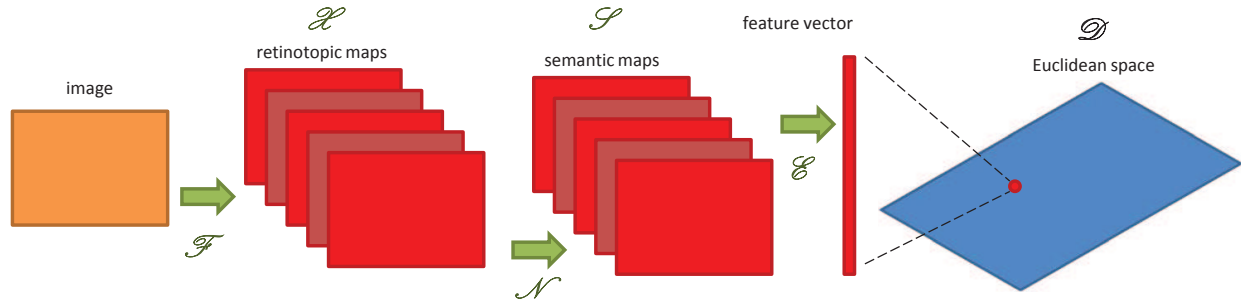 ℋ
retinotopic maps
𝒮
semantic maps
feature vector
𝒟
Euclidean space
image
ℱ
𝒩
ℰ